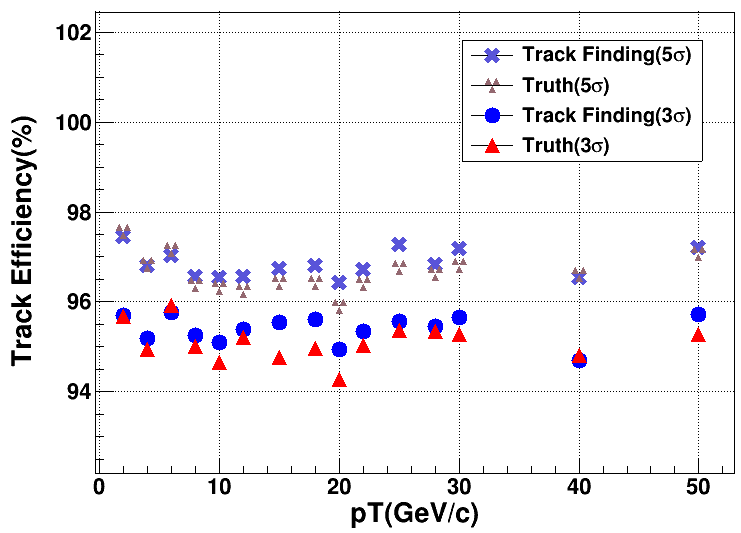 102
100
98
96
94
Track Efficiency(%)
Track Finding(5σ)
Truth(5σ)
Track Finding(3σ)
Truth(3σ)
0
10
20
30
40
50
pT(GeV/c)